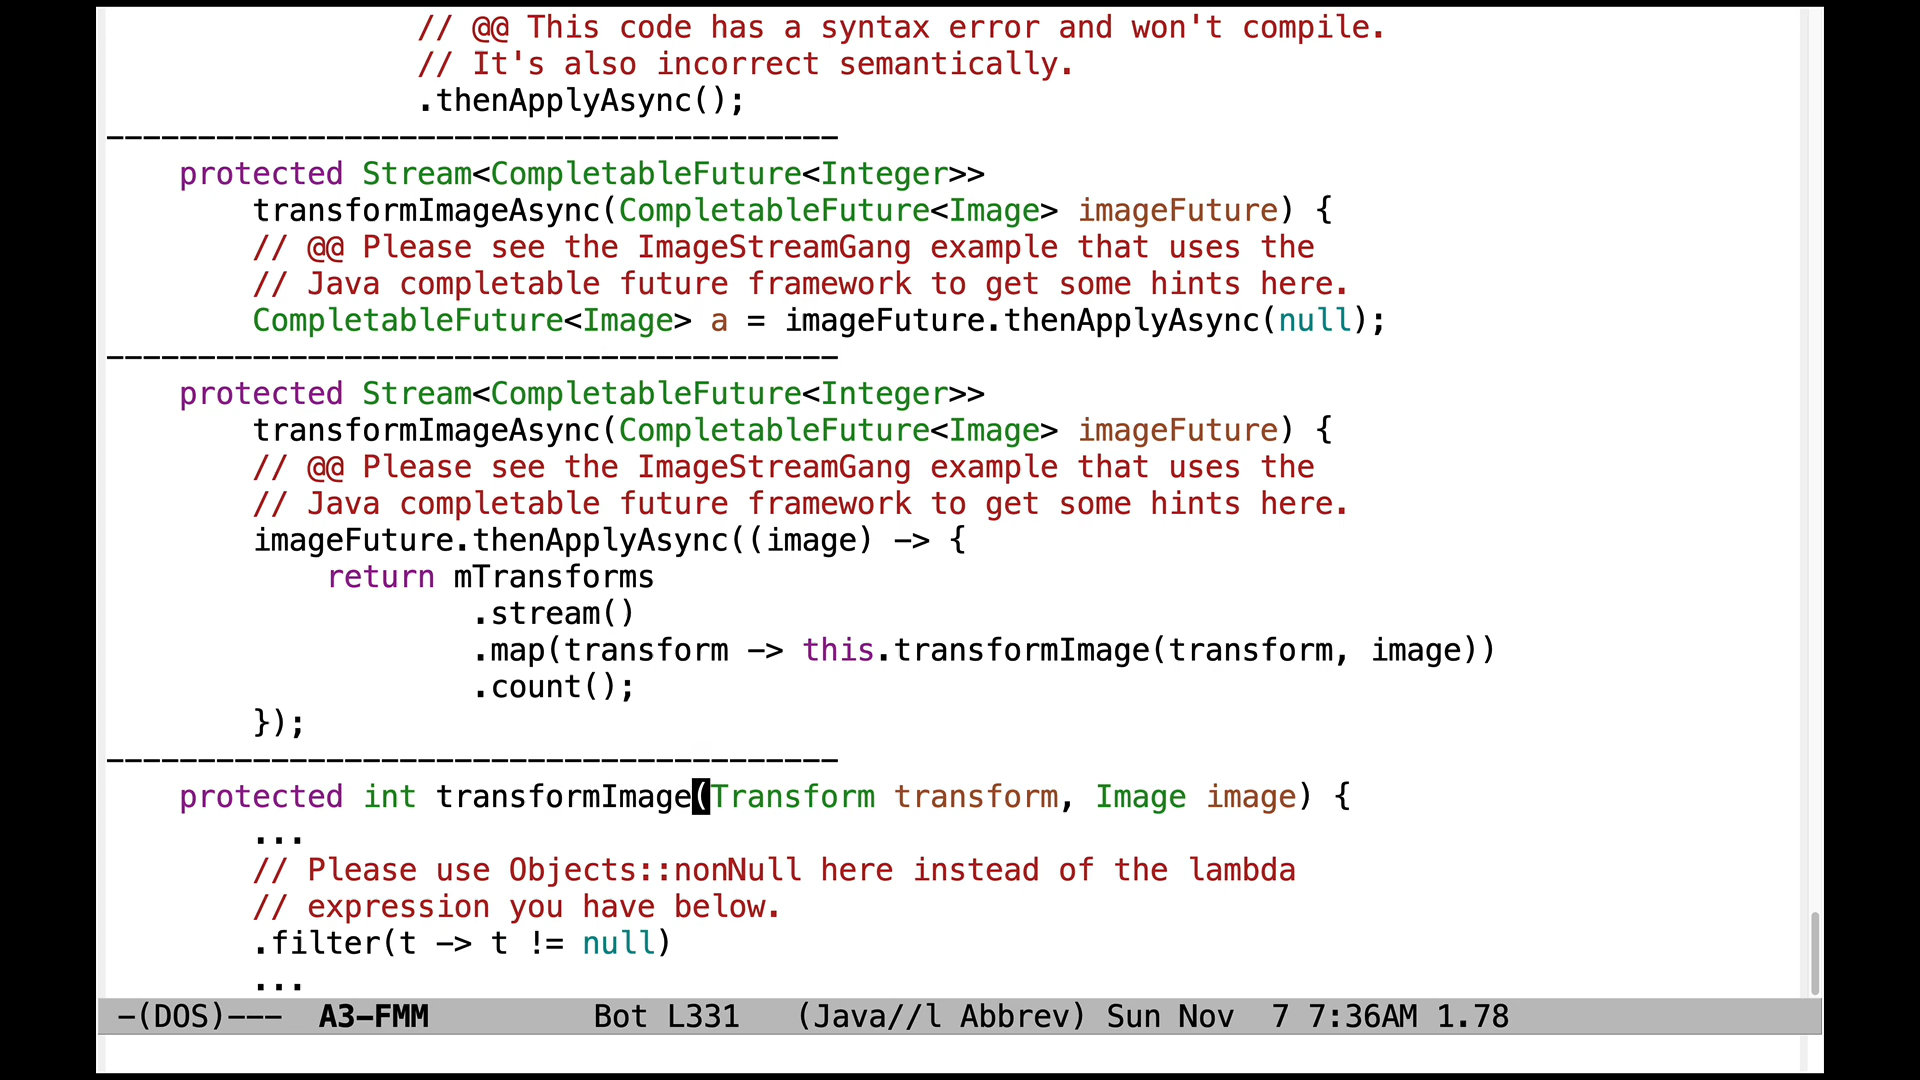 // @@ This code has a syntax error and won't compile.
// It's also incorrect semantically.
.thenApplyAsync();
----------------------------------------
protected Stream<CompletableFuture<Integer>>
transformImageAsync(CompletableFuture<Image> imageFuture) {
// @@ Please see the ImageStreamGang example that uses the
// Java completable future framework to get some hints here.
CompletableFuture<Image> a = imageFuture.thenApplyAsync(null);
----------------------------------------
protected Stream<CompletableFuture<Integer>>
transformImageAsync(CompletableFuture<Image> imageFuture) {
// @@ Please see the ImageStreamGang example that uses the
// Java completable future framework to get some hints here.
imageFuture.thenApplyAsync((image) -> {
return mTransforms
.stream()
.map(transform -> this.transformImage(transform, image))
.count();
});
----------------------------------------
protected int transformImage(Transform transform, Image image) {
...
// Please use Objects::nonNull here instead of the lambda
// expression you have below.
.filter(t -> t != null)
...
-(DOS)--- A3-FMM Bot L331 (Java//l Abbrev) Sun Nov 7 7:36AM 1.78